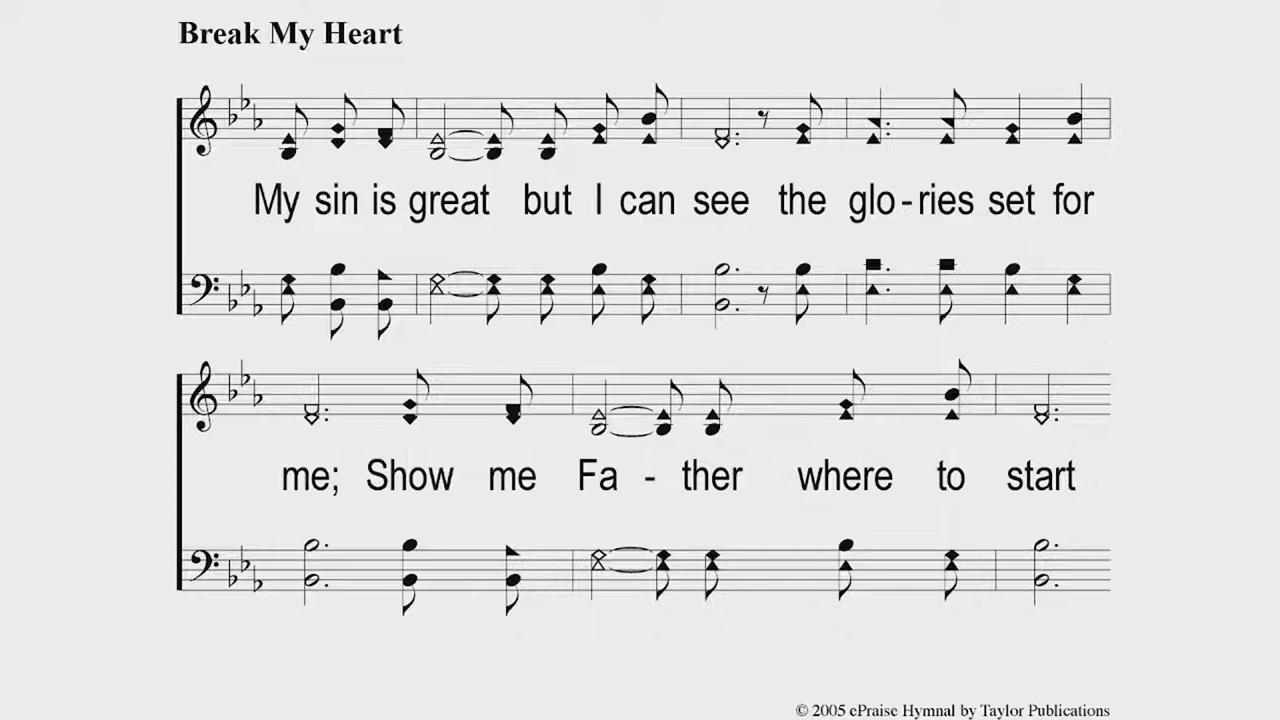 Break My Heart
My sin is great but I can see the glo-ries set for
me; Show me Fa - ther where to start
© 2005 ePraise Hymnal by Taylor Publications